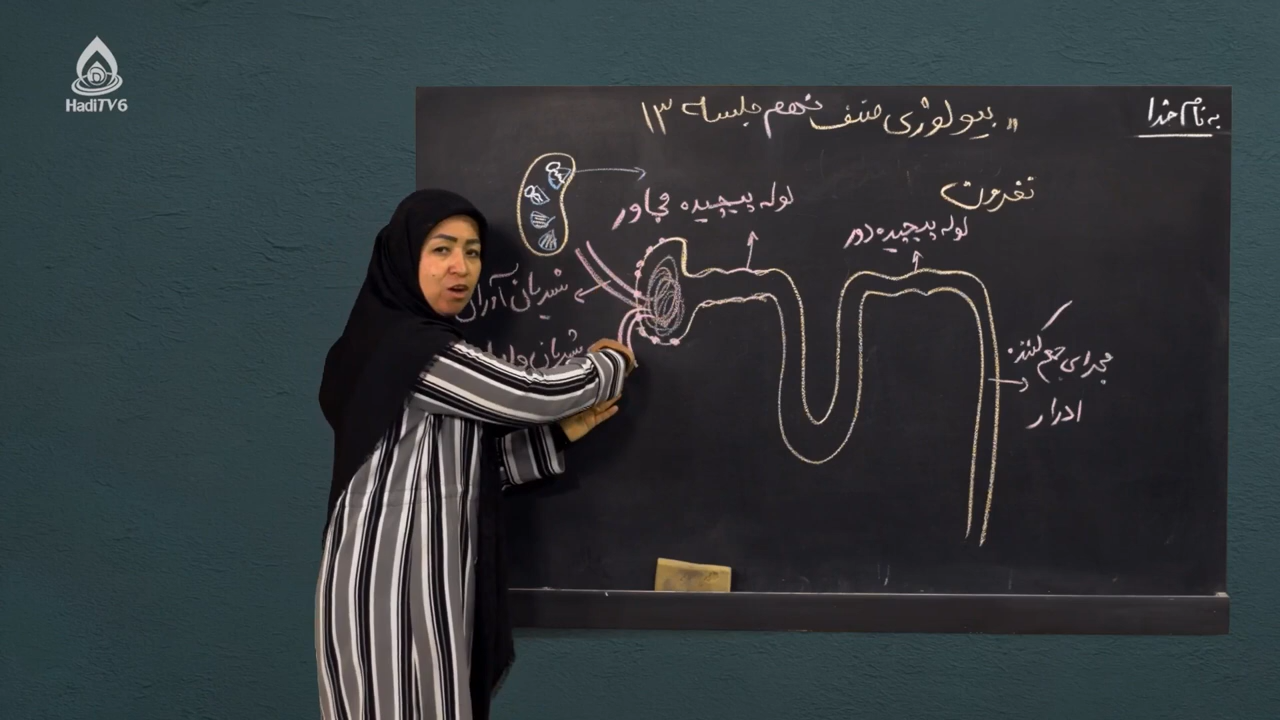 به نام خدا
بیولوژی صنف نهم جلسه ۱۳
نفرون
لوله پیچیده مجاور
لوله پیچیده دور
شریان آوران
شریان
مجرای جمع کننده
ادرار
HadiTV6